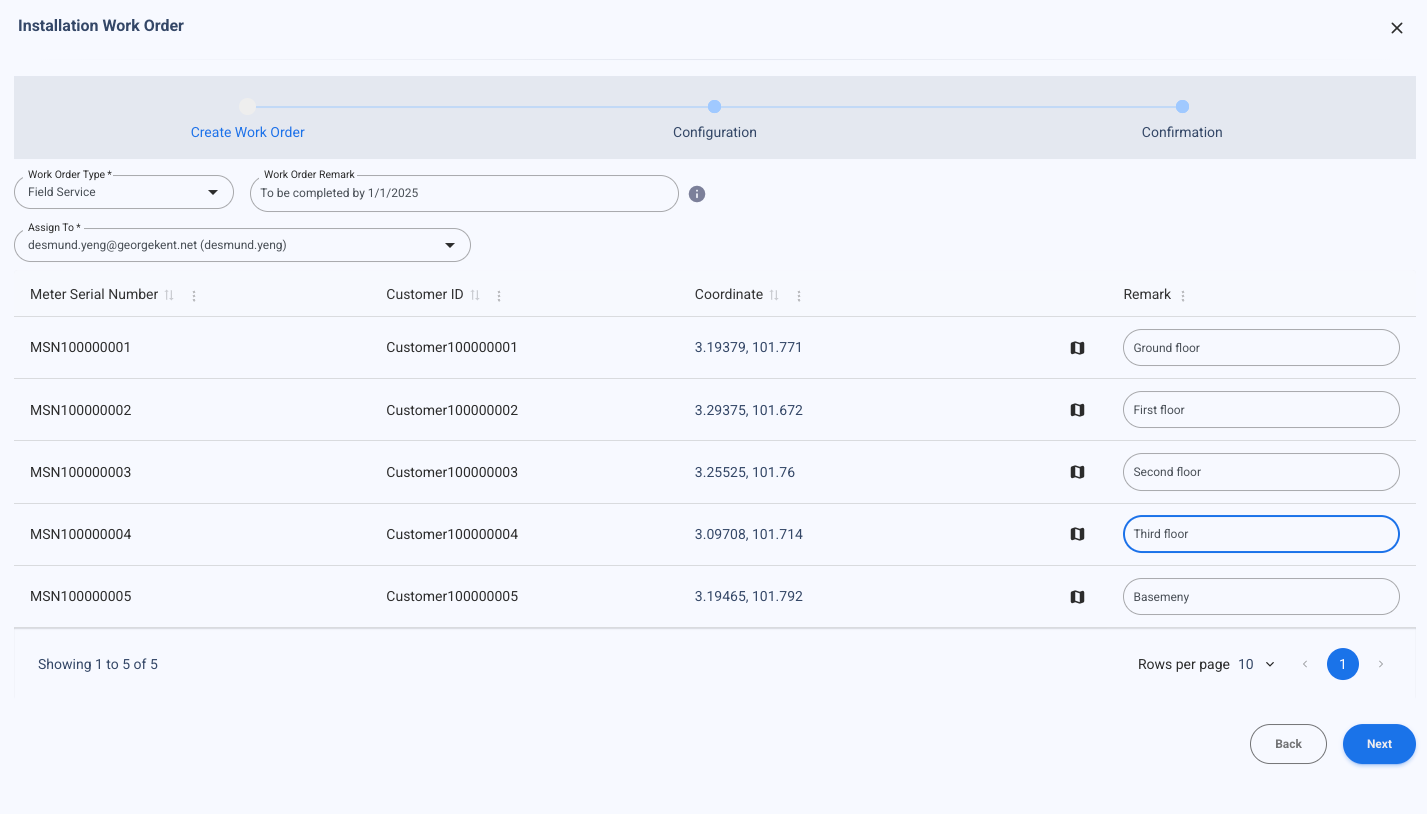 Installation Work Order
Create Work Order
Configuration
Confirmation
Work Order Type *
Field Service
Work Order Remark
To be completed by 1/1/2025
Assign To *
desmund.yeng@georgekent.net (desmund.yeng)
Meter Serial Number Customer ID Coordinate Remark
MSN100000001 Customer100000001 3.19379, 101.771 Ground floor
MSN100000002 Customer100000002 3.29375, 101.672 First floor
MSN100000003 Customer100000003 3.25525, 101.76 Second floor
MSN100000004 Customer100000004 3.09708, 101.714 Third floor
MSN100000005 Customer100000005 3.19465, 101.792 Basemeny
Showing 1 to 5 of 5 Rows per page 10 1
Back Next